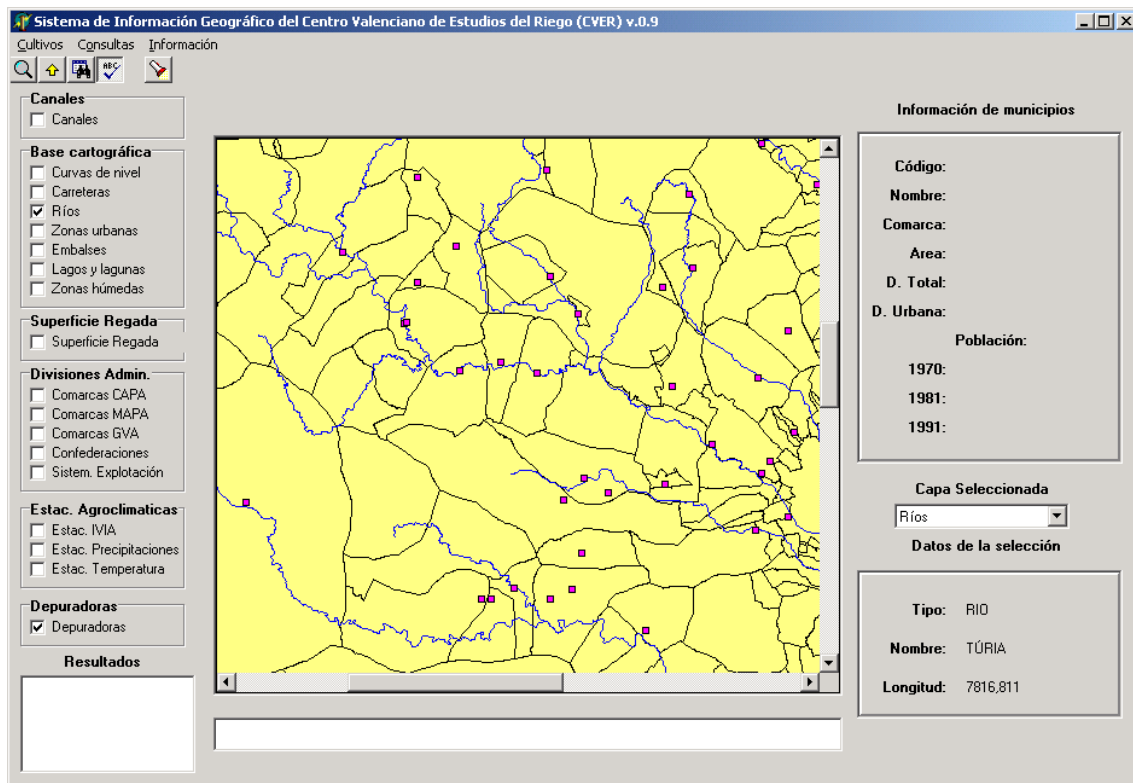 Sistema de Información Geográfico del Centro Valenciano de Estudios del Riego (CVER) v.0.9
Cultivos Consultas Información
ABC
Canales
Canales
Base cartográfica
Curvas de nivel
Carreteras
Ríos
Zonas urbanas
Embalses
Lagos y lagunas
Zonas húmedas
Superficie Regada
Superficie Regada
Divisiones Admin.
Comarcas CAPA
Comarcas MAPA
Comarcas GVA
Confederaciones
Sistem. Explotación
Estac. Agroclimaticas
Estac. IVIA
Estac. Precipitaciones
Estac. Temperatura
Depuradoras
Depuradoras
Resultados
Información de municipios
Código:
Nombre:
Comarca:
Area:
D. Total:
D. Urbana:
Población:
1970:
1981:
1991:
Capa Seleccionada
Ríos
Datos de la selección
Tipo: RIO
Nombre: TÚRIA
Longitud: 7816,811